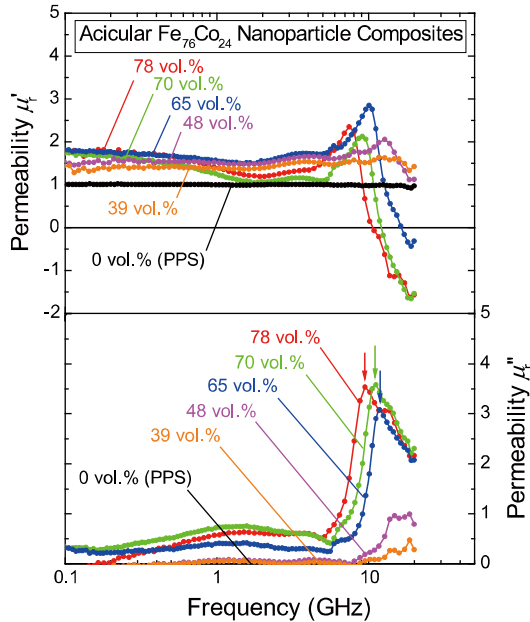 Acicular Fe76Co24 Nanoparticle Composites
78 vol.%
70 vol.%
65 vol.%
48 vol.%
39 vol.%
0 vol.% (PPS)
Permeability μr'
5
4
3
2
1
0
-1
-2
78 vol.%
70 vol.%
65 vol.%
48 vol.%
39 vol.%
0 vol.% (PPS)
Permeability μr''
5
4
3
2
1
0
0.1
1
10
Frequency (GHz)